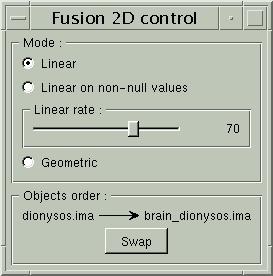 Fusion 2D control
Mode :
Linear
Linear on non-null values
Linear rate :
70
Geometric
Objects order :
dionysos.ima brain_dionysos.ima
Swap